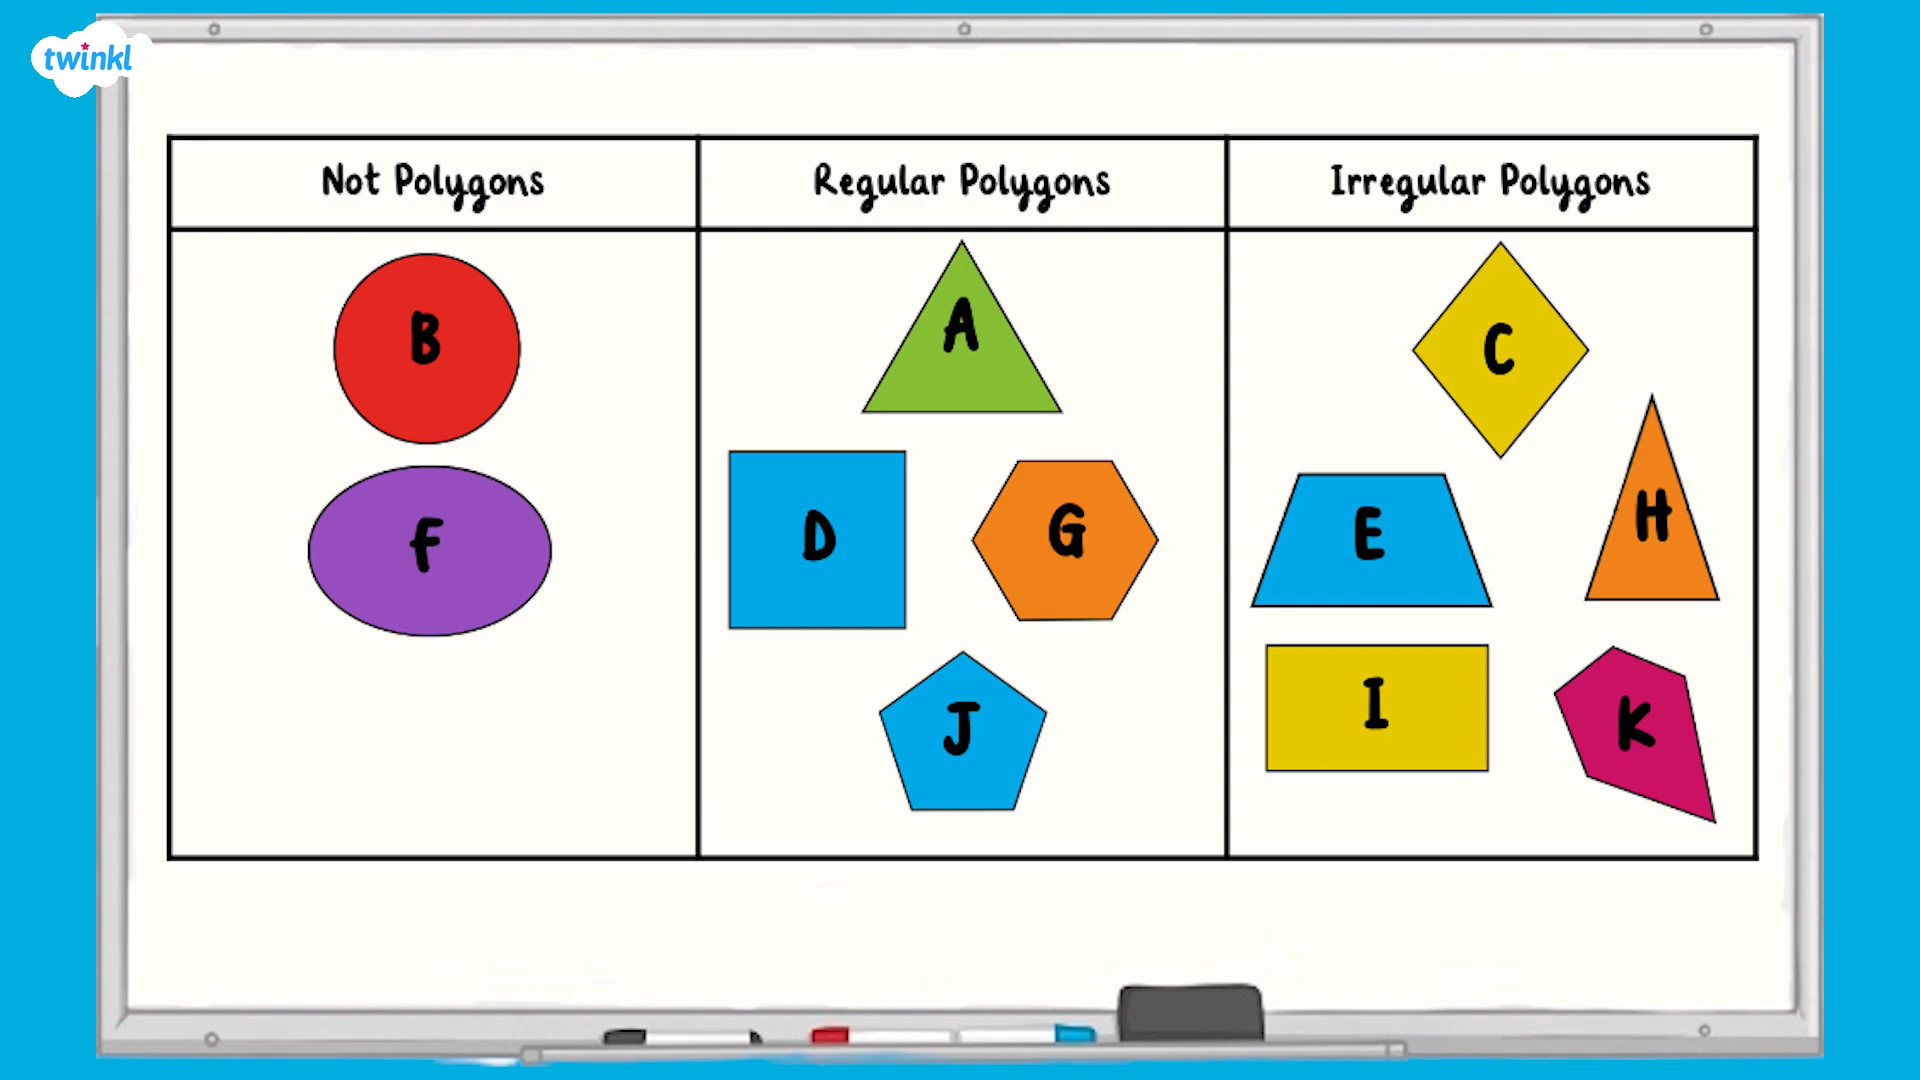 twinkl
Not Polygons
Regular Polygons
Irregular Polygons
B
F
A
D
G
J
C
H
E
I
K